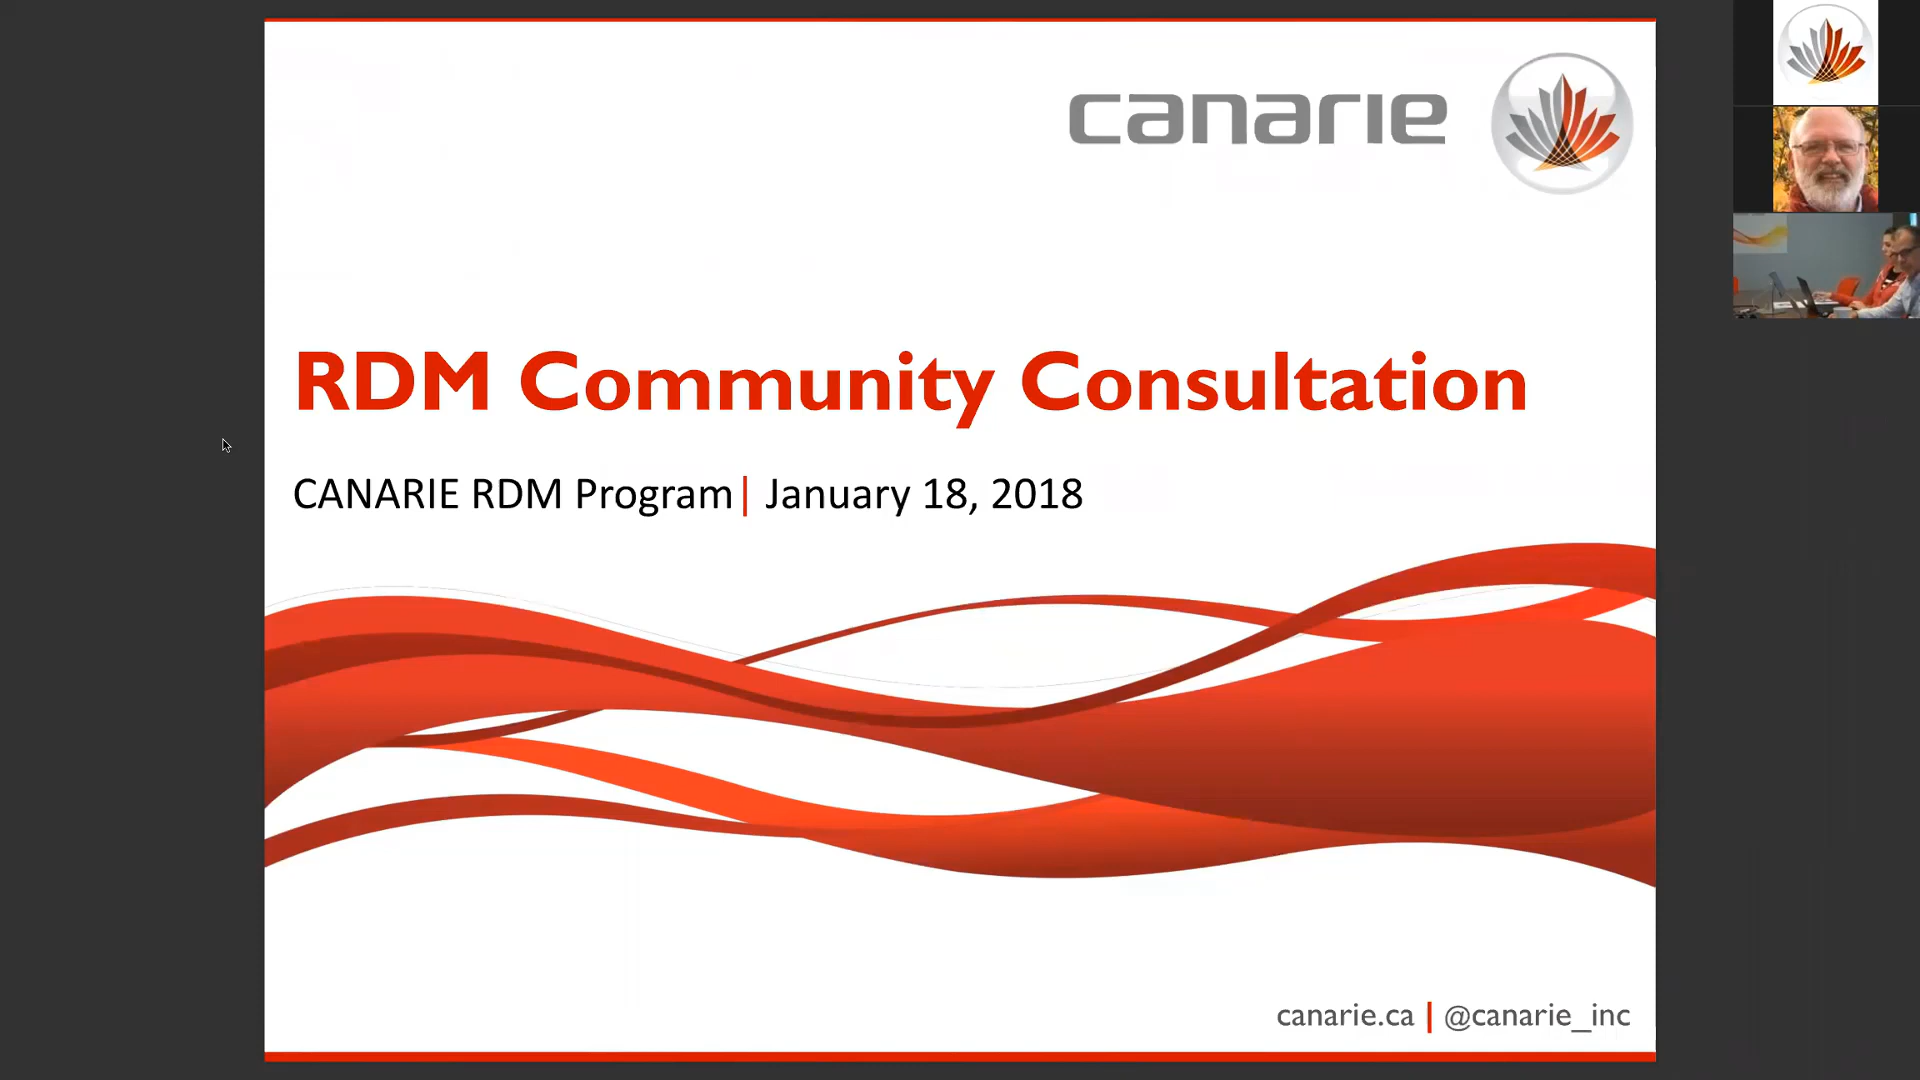 canarie
RDM Community Consultation
CANARIE RDM Program| January 18, 2018
canarie.ca | @canarie_inc